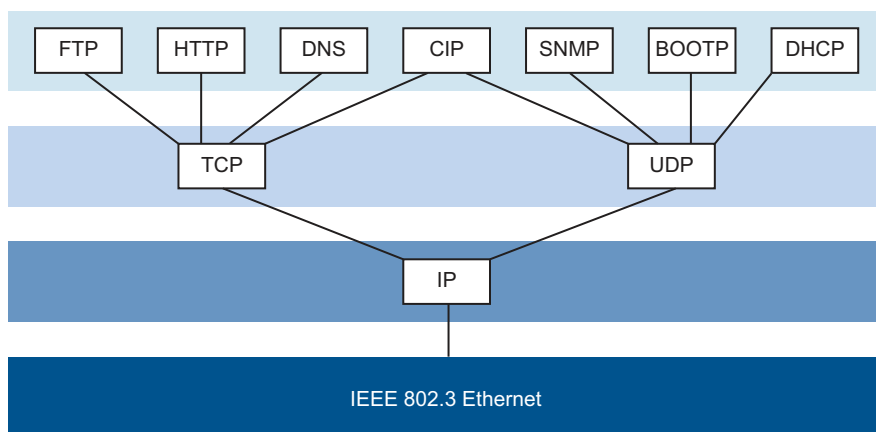 FTP HTTP DNS CIP SNMP BOOTP DHCP
TCP UDP
IP
IEEE 802.3 Ethernet